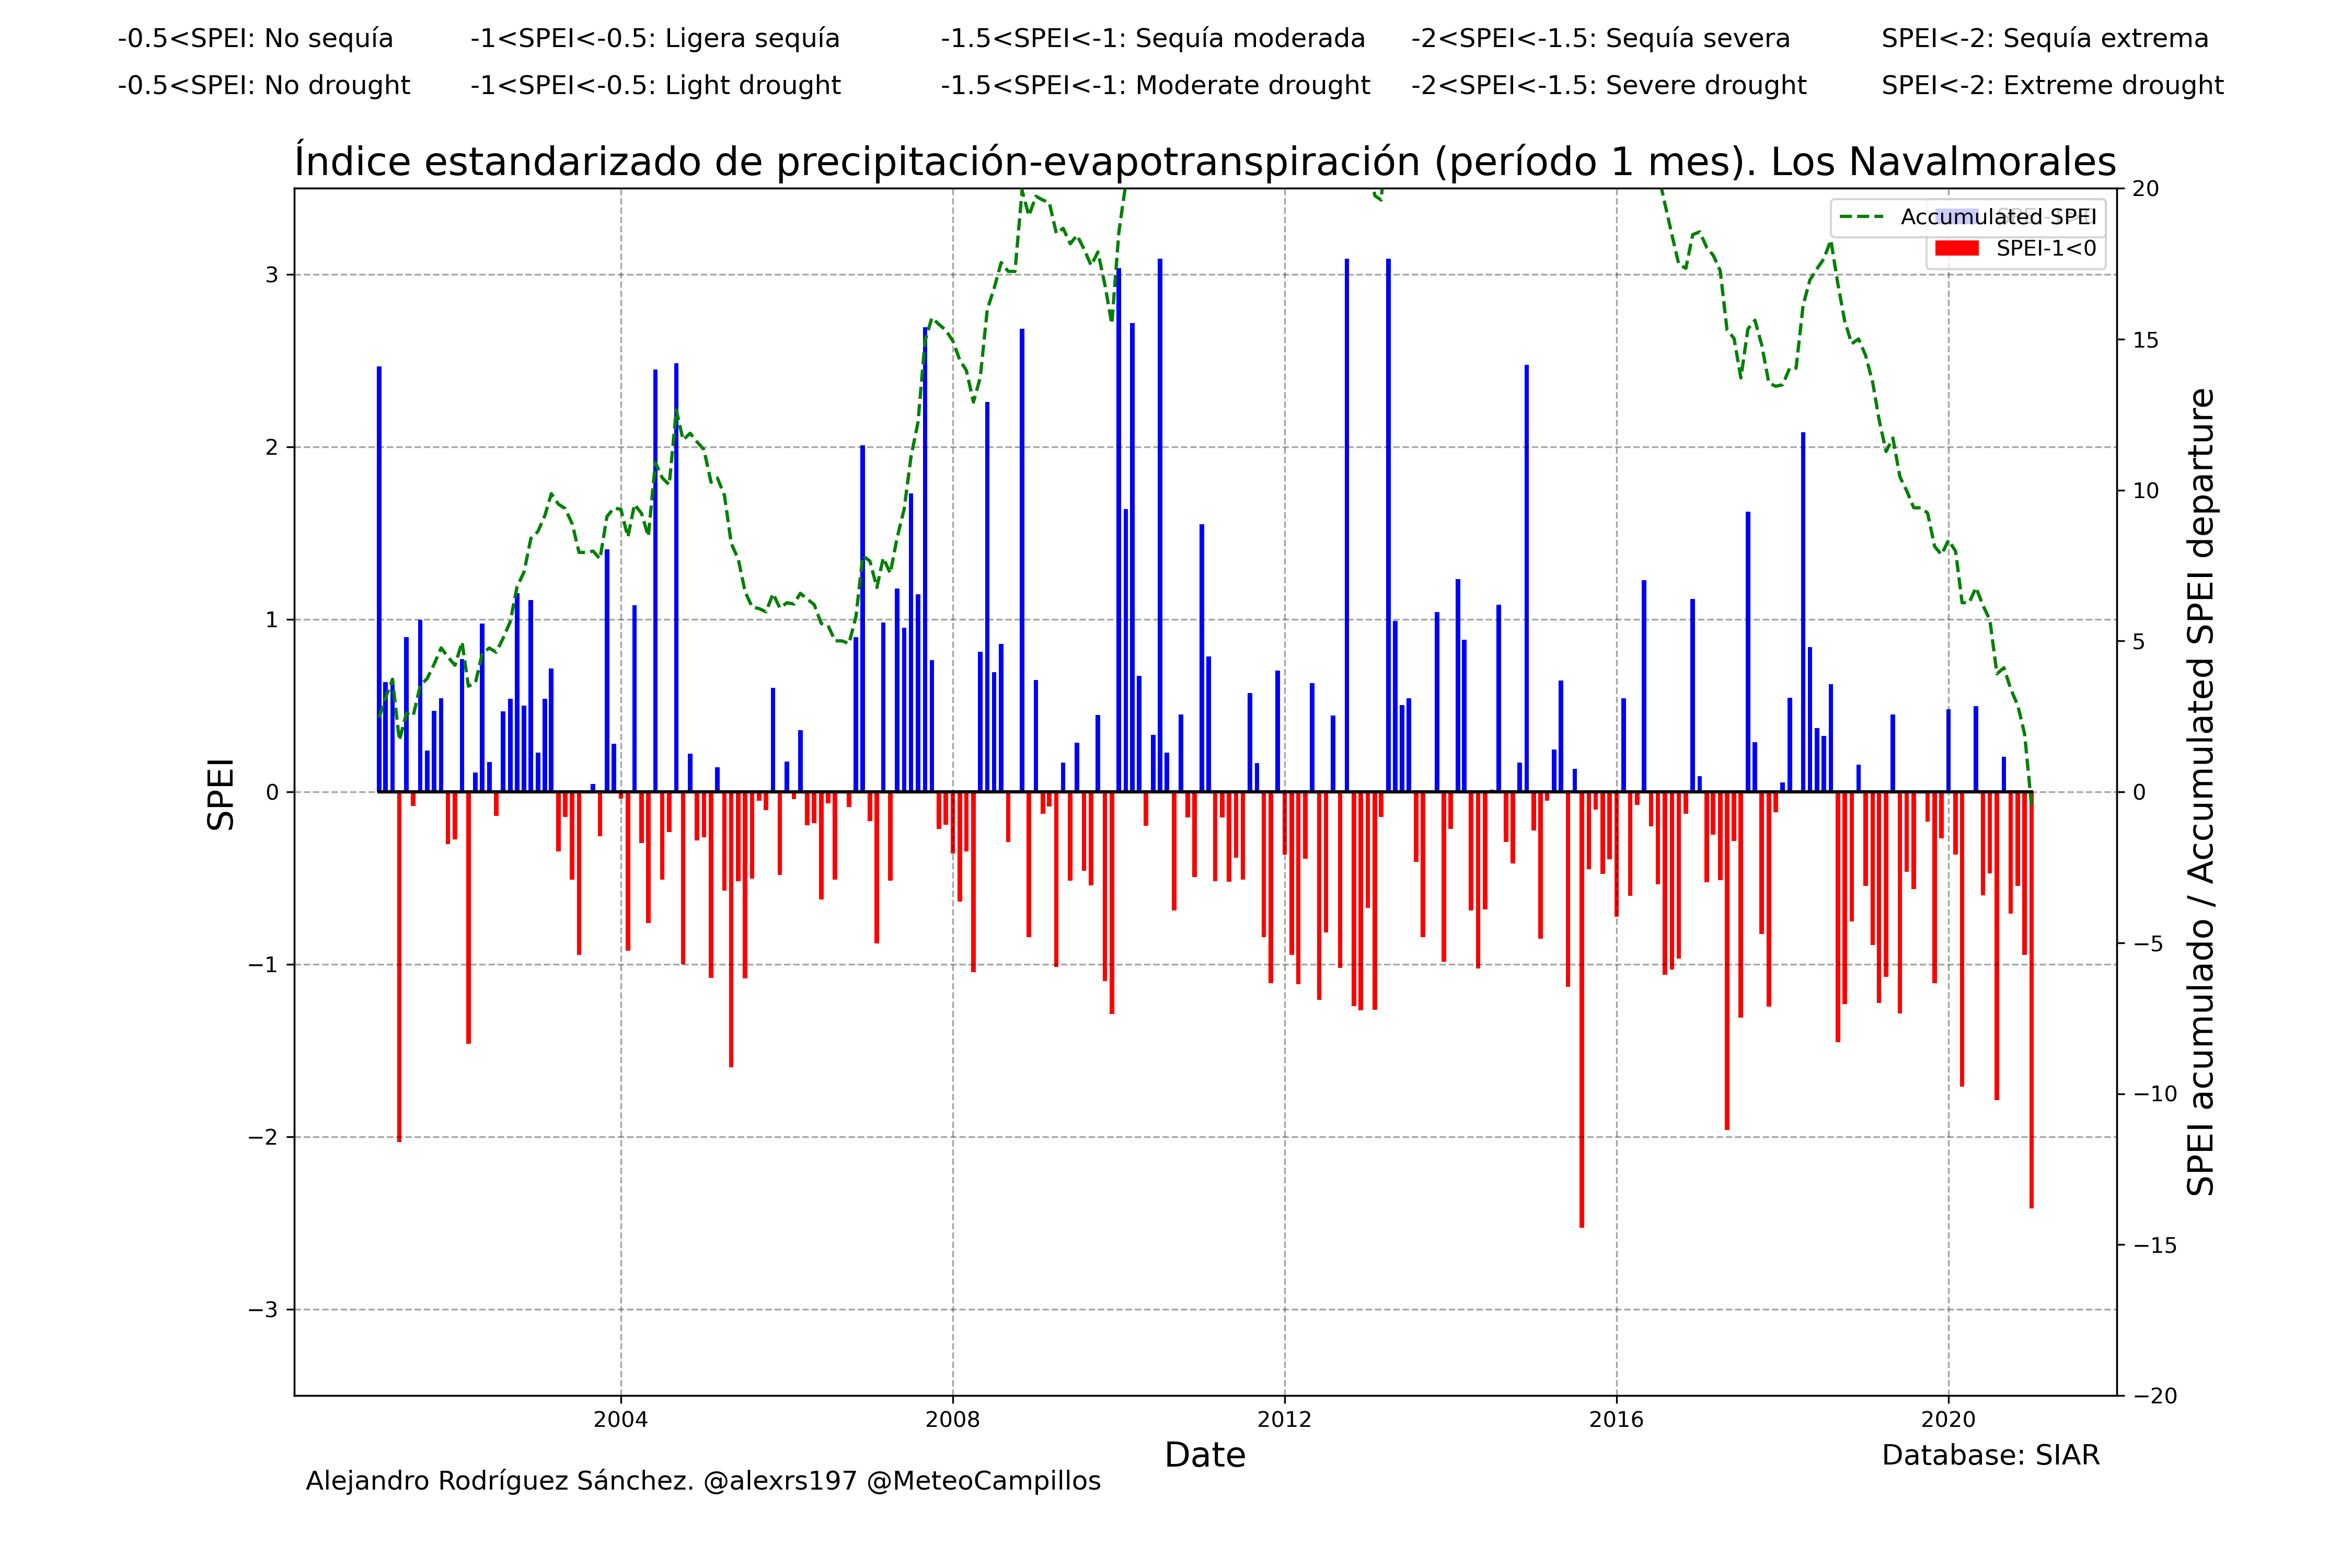 -0.5<SPEI: No sequía -1<SPEI<-0.5: Ligera sequía -1.5<SPEI<-1: Sequía moderada -2<SPEI<-1.5: Sequía severa SPEI<-2: Sequía extrema
-0.5<SPEI: No drought -1<SPEI<-0.5: Light drought -1.5<SPEI<-1: Moderate drought -2<SPEI<-1.5: Severe drought SPEI<-2: Extreme drought
Índice estandarizado de precipitación-evapotranspiración (período 1 mes). Los Navalmorales
Accumulated SPEI
SPEI-1<0
SPEI
3
2
1
0
−1
−2
−3
20
15
10
5
0
−5
−10
−15
−20
SPEI acumulado / Accumulated SPEI departure
2004 2008 2012 2016 2020
Date
Database: SIAR
Alejandro Rodríguez Sánchez. @alexrs197 @MeteoCampillos